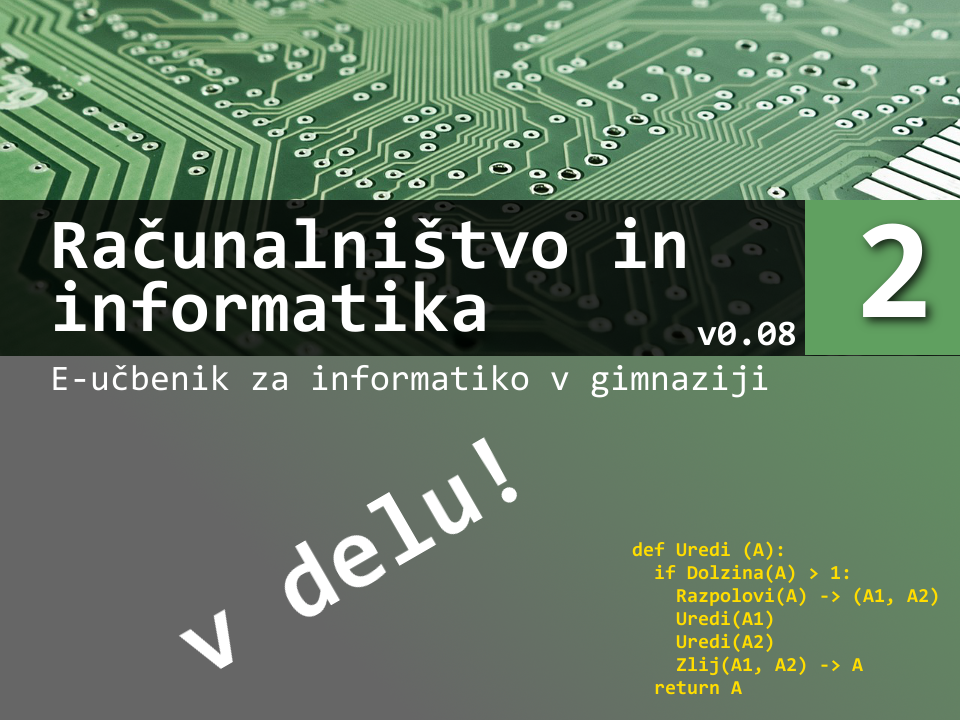 Računalništvo in
informatika
v0.08
2
E-učbenik za informatiko v gimnaziji
v delu!
def Uredi (A):
  if Dolzina(A) > 1:
    Razpolovi(A) -> (A1, A2)
    Uredi(A1)
    Uredi(A2)
    Zlij(A1, A2) -> A
  return A